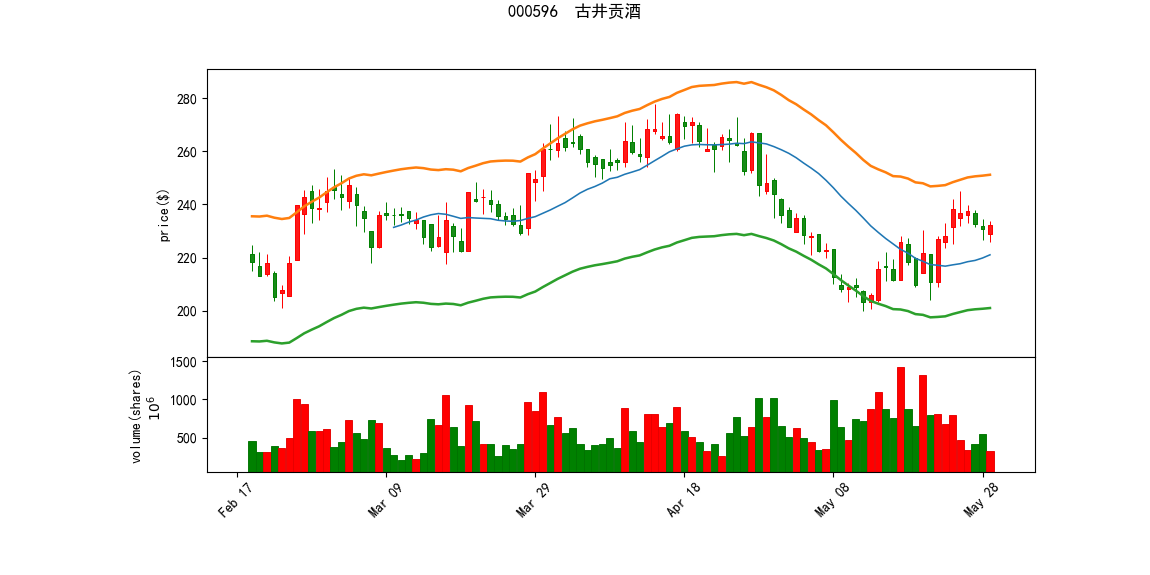 000596 古井贡酒
price($)
280
260
240
220
200
volume(shares)
10^6
1500
1000
500
Feb 17
Mar 09
Mar 29
Apr 18
May 08
May 28